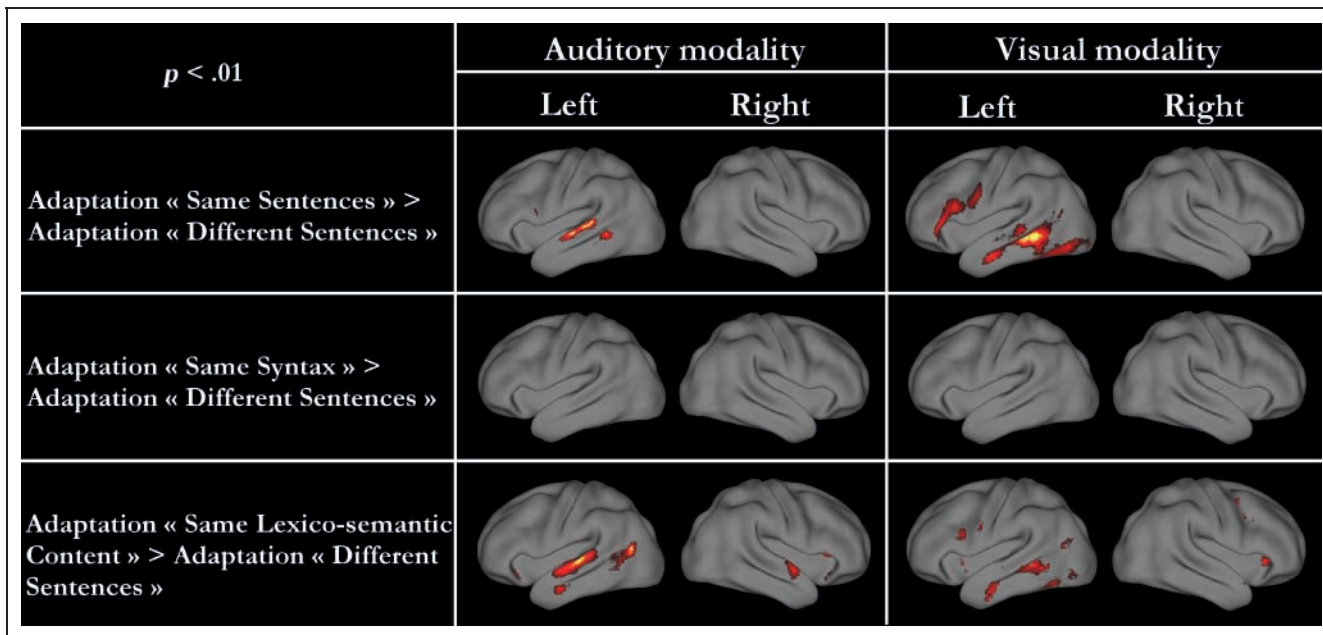 p < .01
Auditory modality
Visual modality
Left
Right
Left
Right
Adaptation « Same Sentences » >
Adaptation « Different Sentences »
Adaptation « Same Syntax » >
Adaptation « Different Sentences »
Adaptation « Same Lexico-semantic
Content » > Adaptation « Different
Sentences »